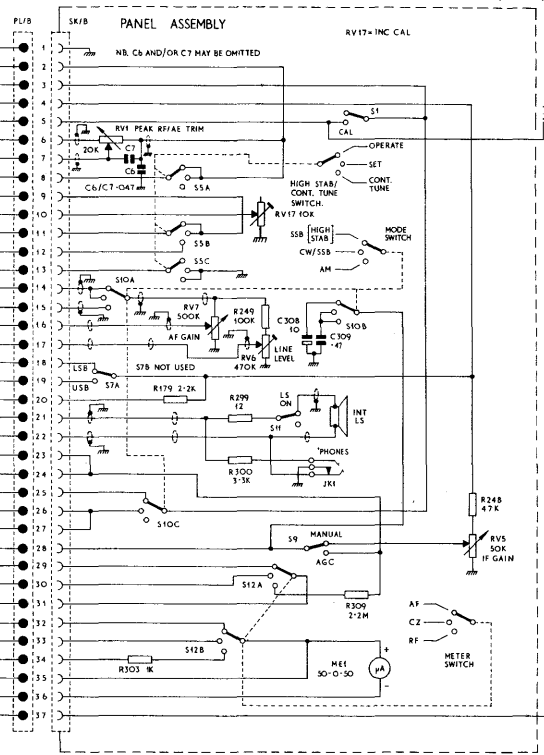 PL/B
SK/B
PANEL ASSEMBLY
RV17 = INC CAL
NB. C6 AND/OR C7 MAY BE OMITTED
1
2
3
4
5
6
7
8
9
10
11
12
13
14
15
16
17
18
19
20
21
22
23
24
25
26
27
28
29
30
31
32
33
34
35
36
37
S1
CAL
RV1 PEAK RF/AE TRIM
20K
C7
C6
C6/C7 ·047
S5A
OPERATE
SET
CONT.
TUNE
HIGH STAB/
CONT. TUNE
SWITCH.
RV17 10K
S5B
S5C
SSB [HIGH STAB]
MODE
SWITCH
CW/SSB
AM
S10A
RV7
500K
R249
100K
C308
10
S10B
C309
·47
AF GAIN
LINE
LEVEL
RV6
470K
LSB
USB
S7A
S7B NOT USED
R179 2·2K
R299
12
LS
ON
S11
INT
LS
R300
3·3K
'PHONES
JK1
S10C
R248
47K
S9
MANUAL
AGC
RV5
50K
IF GAIN
S12A
R309
2·2M
AF
CZ
RF
METER
SWITCH
S12B
R303 1K
ME1
50-0-50
+
µA
−